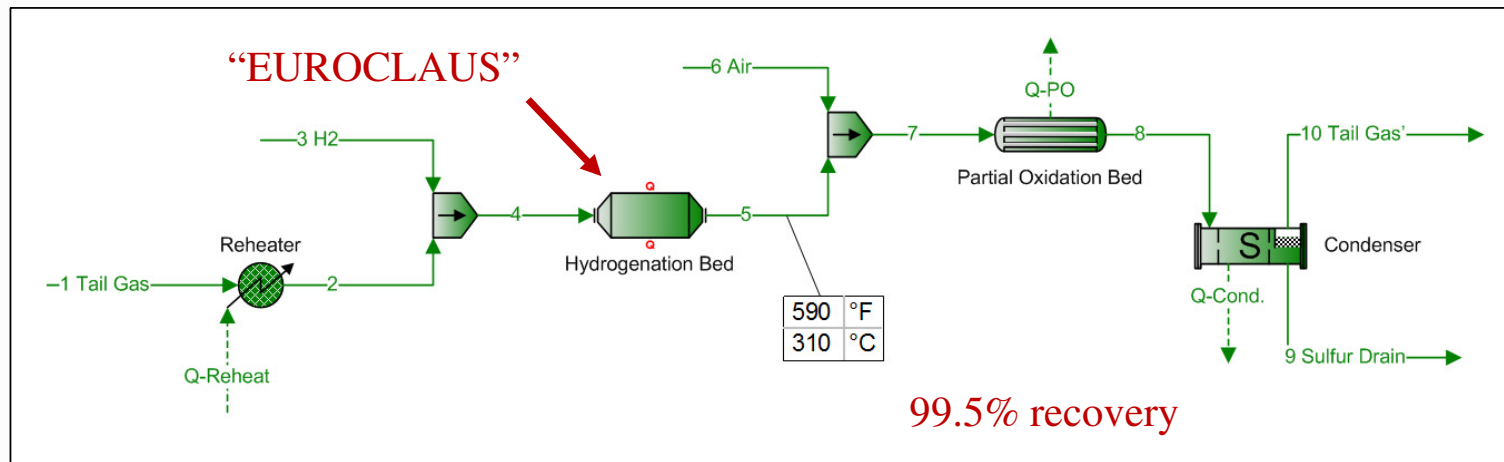 “EUROCLAUS”
6 Air
Q-PO
3 H2
7
8
10 Tail Gas’
Partial Oxidation Bed
Q
4
5
Reheater
Q
Hydrogenation Bed
S
Condenser
1 Tail Gas
2
Q-Cond.
590 °F
310 °C
9 Sulfur Drain
Q-Reheat
99.5% recovery